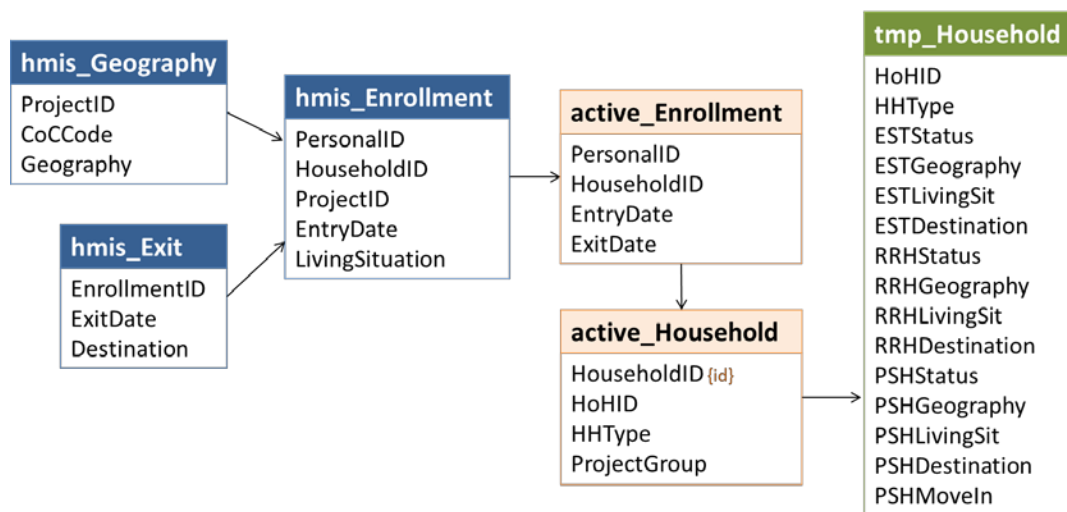 hmis_Geography
ProjectID
CoCCode
Geography
hmis_Exit
EnrollmentID
ExitDate
Destination
hmis_Enrollment
PersonalID
HouseholdID
ProjectID
EntryDate
LivingSituation
active_Enrollment
PersonalID
HouseholdID
EntryDate
ExitDate
active_Household
HouseholdID {id}
HoHID
HHType
ProjectGroup
tmp_Household
HoHID
HHType
ESTStatus
ESTGeography
ESTLivingSit
ESTDestination
RRHStatus
RRHGeography
RRHLivingSit
RRHDestination
PSHStatus
PSHGeography
PSHLivingSit
PSHDestination
PSHMoveIn